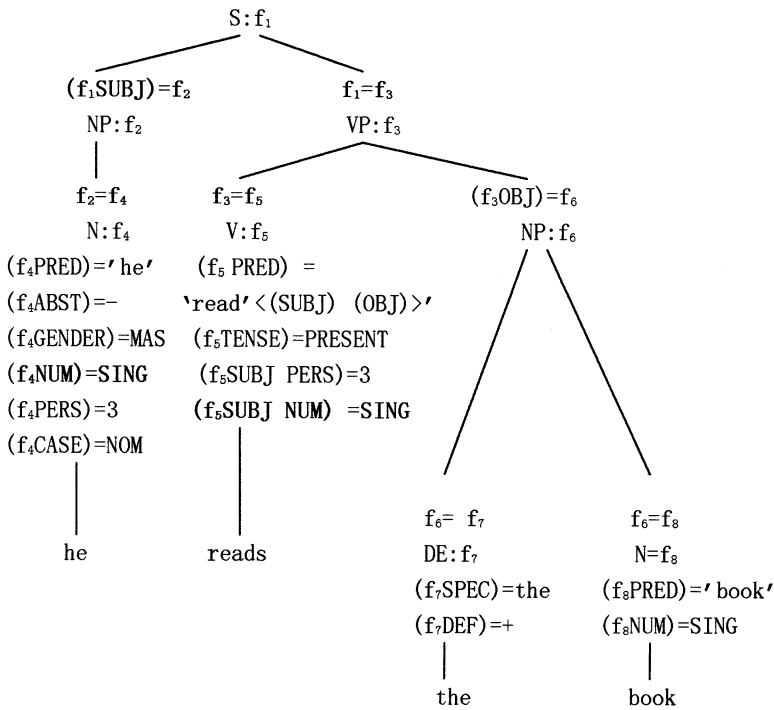 S:f₁
(f₁SUBJ)=f₂ f₁=f₃
NP:f₂ VP:f₃
f₂=f₄ f₃=f₅ (f₃OBJ)=f₆
N:f₄ V:f₅ NP:f₆
(f₄PRED)='he' (f₅ PRED) =
(f₄ABST)=- 'read'<(SUBJ) (OBJ)>'
(f₄GENDER)=MAS (f₅TENSE)=PRESENT
(f₄NUM)=SING (f₅SUBJ PERS)=3
(f₄PERS)=3 (f₅SUBJ NUM) =SING
(f₄CASE)=NOM
f₆= f₇ f₆=f₈
he reads DE:f₇ N=f₈
(f₇SPEC)=the (f₈PRED)='book'
(f₇DEF)=+ (f₈NUM)=SING
the book